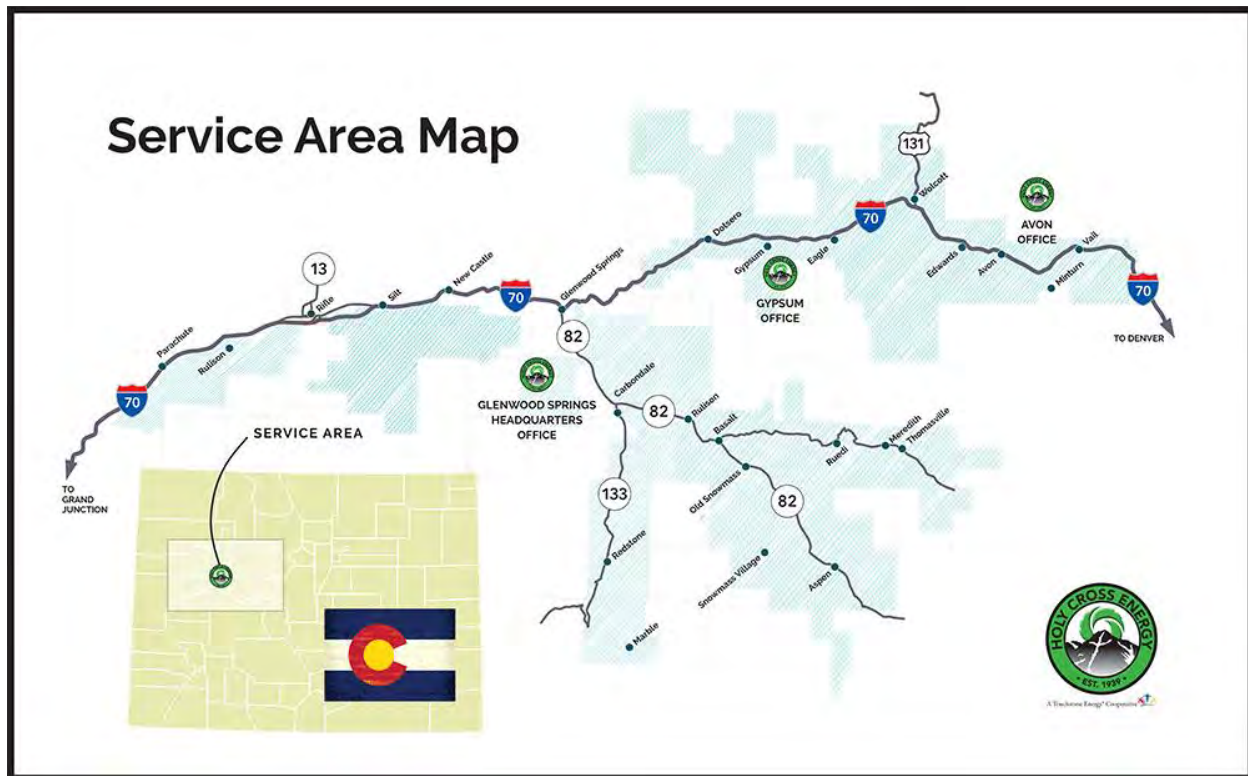 Service Area Map
131
70
Wolcott
AVON
OFFICE
Dotsero
Gypsum
Eagle
Edwards
Avon
Vail
Minturn
70
TO DENVER
GYPSUM
OFFICE
13
Rifle
Silt
New Castle
70
Glenwood Springs
82
Parachute
Rulison
70
TO
GRAND
JUNCTION
GLENWOOD SPRINGS
HEADQUARTERS
OFFICE
Carbondale
82
Rulison
Basalt
Ruedi
Meredith
Thomasville
Old Snowmass
82
133
Redstone
Snowmass Village
Aspen
Marble
SERVICE AREA
HOLY CROSS ENERGY
• EST. 1939 •
A Touchstone Energy® Cooperative